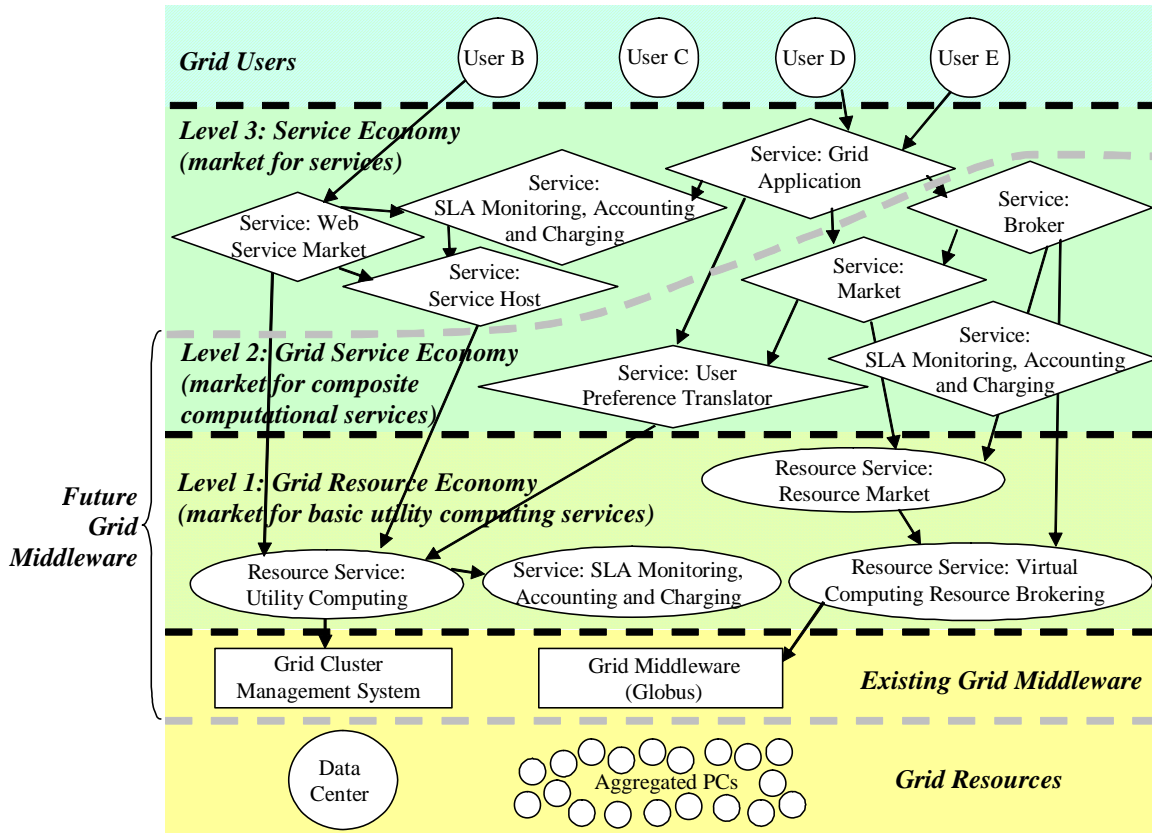 Grid Users
User B
User C
User D
User E
Level 3: Service Economy
(market for services)
Service: Grid
Application
Service:
SLA Monitoring, Accounting
and Charging
Service:
Broker
Service: Web
Service Market
Service:
Service Host
Service:
Market
Level 2: Grid Service Economy
(market for composite
computational services)
Service:
SLA Monitoring, Accounting
and Charging
Service: User
Preference Translator
Future
Grid
Middleware
Level 1: Grid Resource Economy
(market for basic utility computing services)
Resource Service:
Resource Market
Resource Service:
Utility Computing
Service: SLA Monitoring,
Accounting and Charging
Resource Service: Virtual
Computing Resource Brokering
Grid Cluster
Management System
Grid Middleware
(Globus)
Existing Grid Middleware
Data
Center
Aggregated PCs
Grid Resources